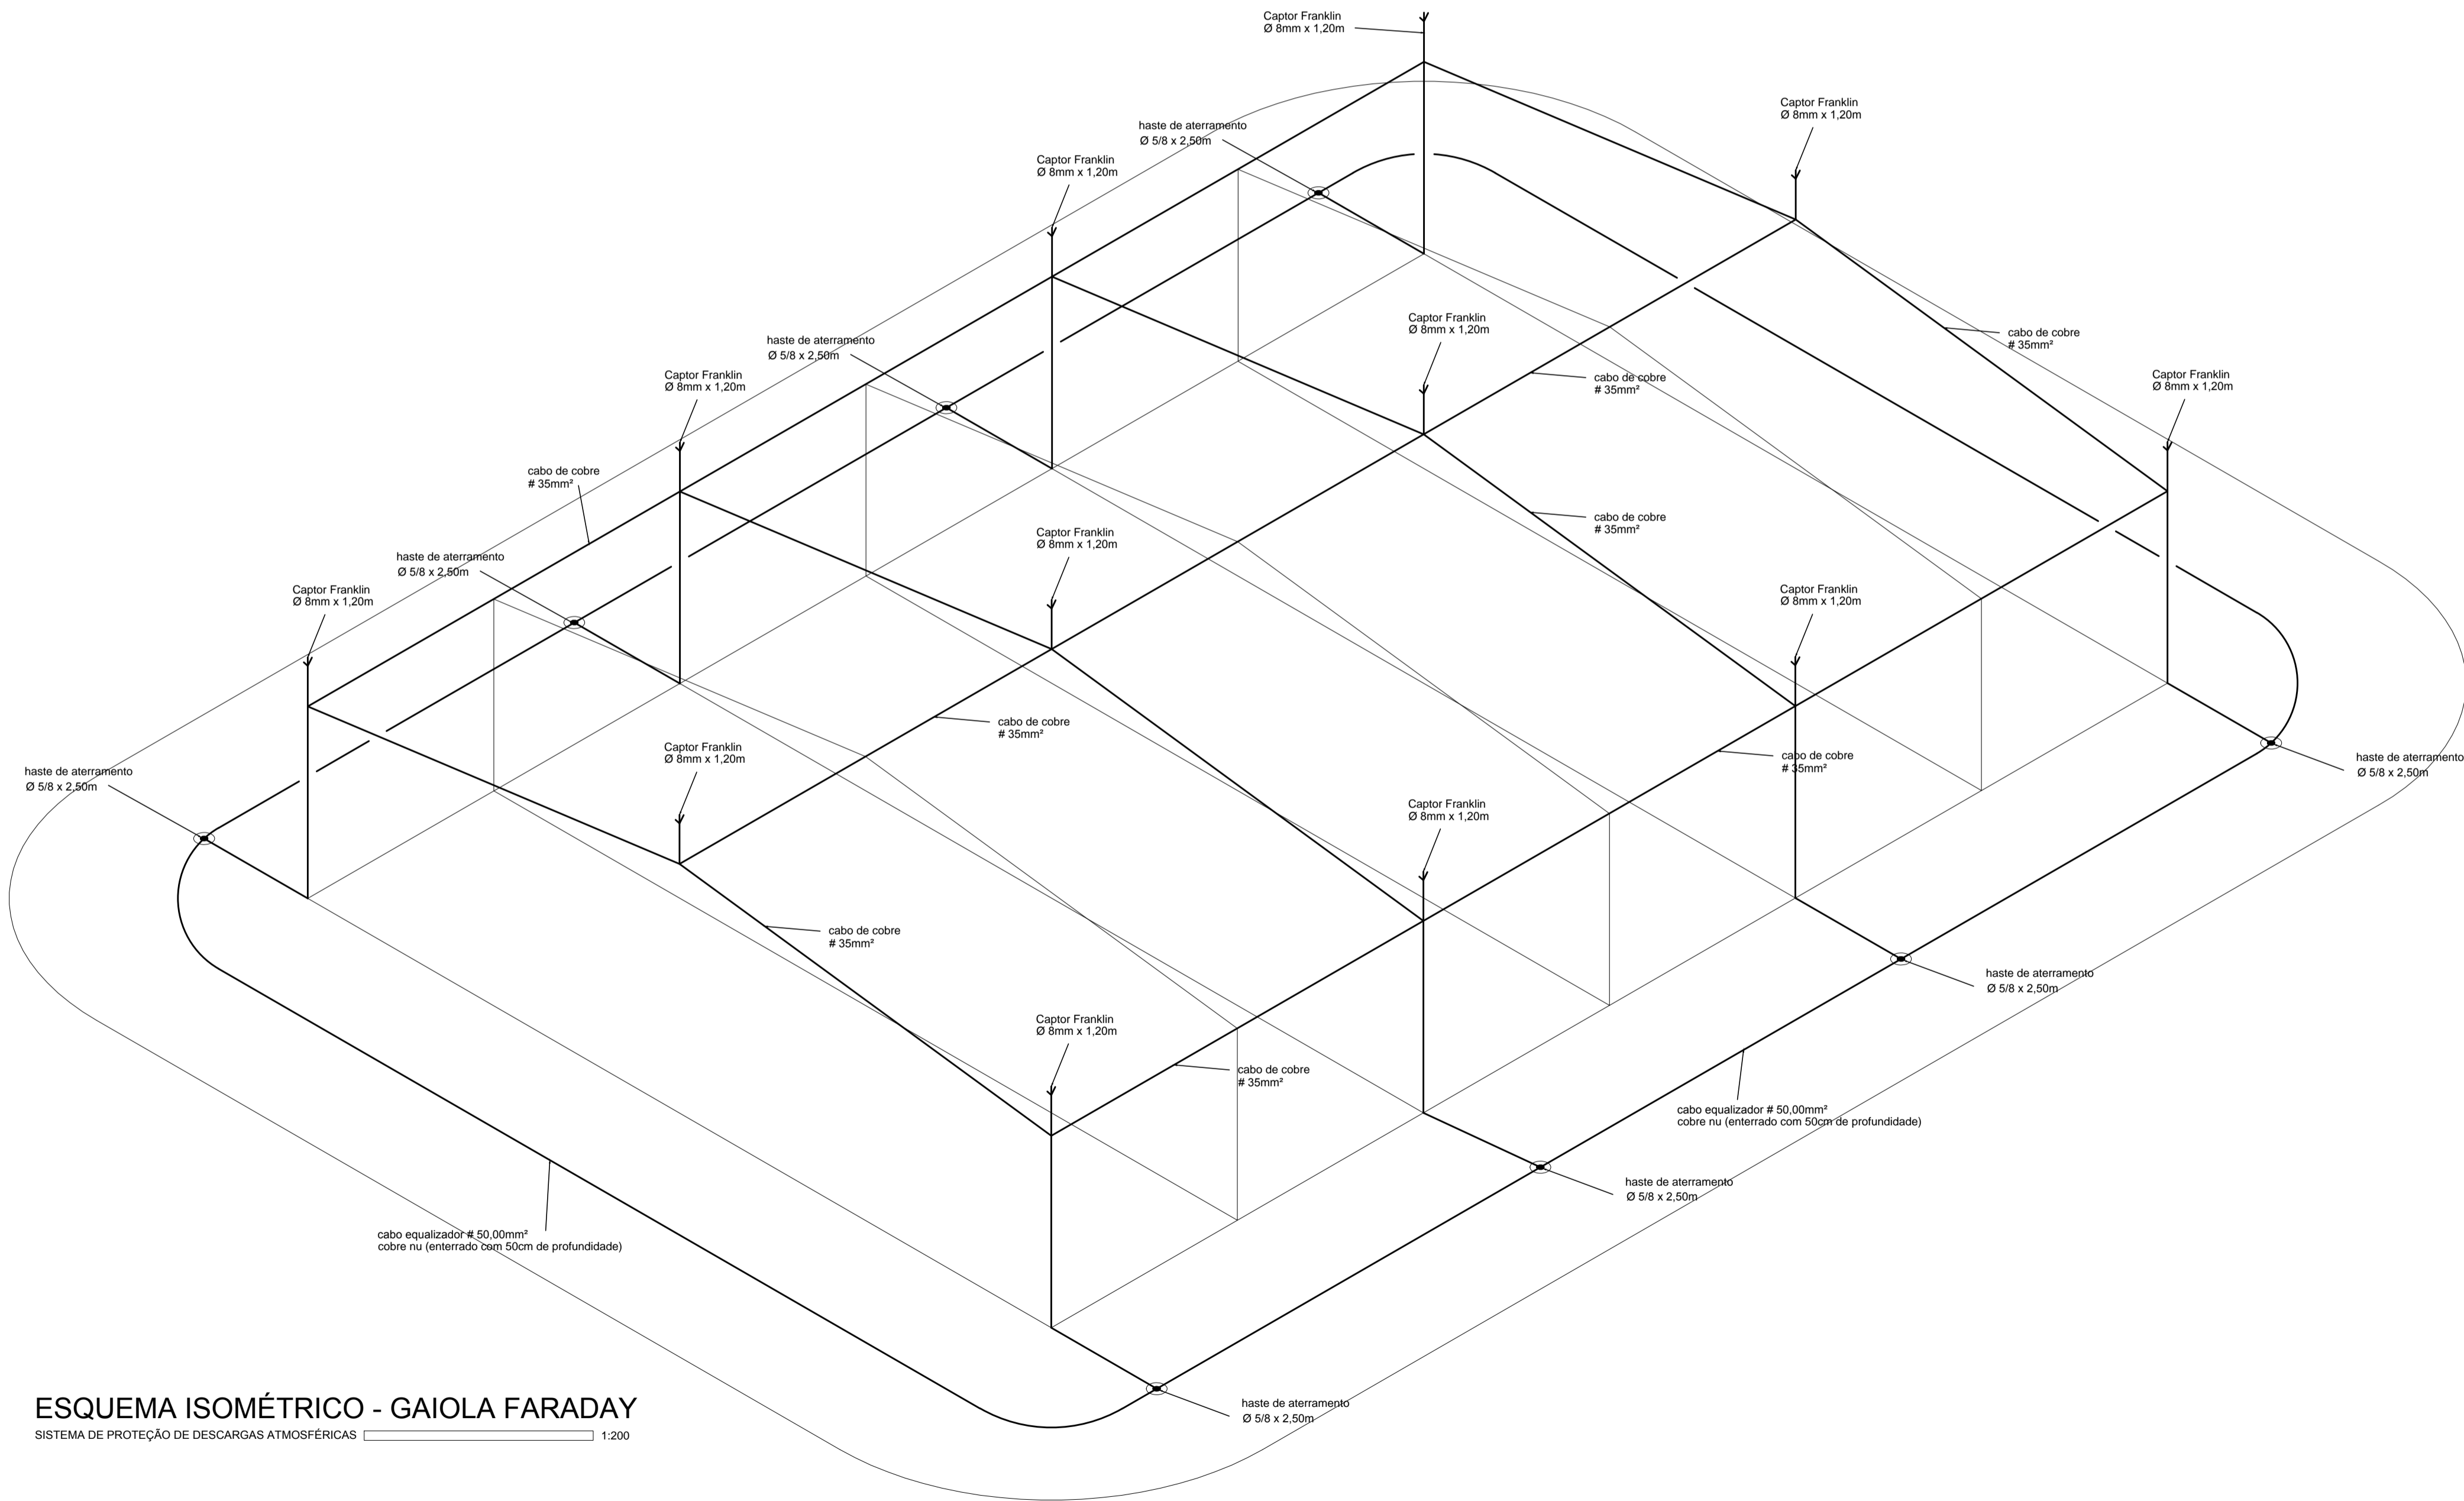 Captor Franklin
Ø 8mm x 1,20m
Captor Franklin
Ø 8mm x 1,20m
haste de aterramento
Ø 5/8 x 2,50m
Captor Franklin
Ø 8mm x 1,20m
Captor Franklin
Ø 8mm x 1,20m
cabo de cobre
# 35mm²
haste de aterramento
Ø 5/8 x 2,50m
Captor Franklin
Ø 8mm x 1,20m
cabo de cobre
# 35mm²
Captor Franklin
Ø 8mm x 1,20m
cabo de cobre
# 35mm²
cabo de cobre
# 35mm²
Captor Franklin
Ø 8mm x 1,20m
haste de aterramento
Ø 5/8 x 2,50m
Captor Franklin
Ø 8mm x 1,20m
Captor Franklin
Ø 8mm x 1,20m
cabo de cobre
# 35mm²
Captor Franklin
Ø 8mm x 1,20m
cabo de cobre
# 35mm²
haste de aterramento
Ø 5/8 x 2,50m
haste de aterramento
Ø 5/8 x 2,50m
Captor Franklin
Ø 8mm x 1,20m
cabo de cobre
# 35mm²
haste de aterramento
Ø 5/8 x 2,50m
Captor Franklin
Ø 8mm x 1,20m
cabo de cobre
# 35mm²
cabo equalizador # 50,00mm²
cobre nu (enterrado com 50cm de profundidade)
haste de aterramento
Ø 5/8 x 2,50m
cabo equalizador # 50,00mm²
cobre nu (enterrado com 50cm de profundidade)
haste de aterramento
Ø 5/8 x 2,50m
ESQUEMA ISOMÉTRICO - GAIOLA FARADAY
SISTEMA DE PROTEÇÃO DE DESCARGAS ATMOSFÉRICAS 1:200